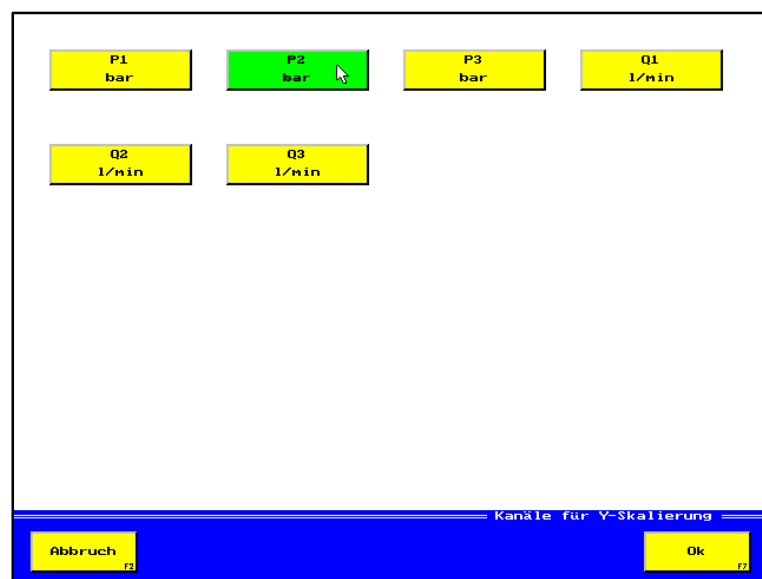 P1
bar
P2
bar
P3
bar
Q1
l/min
Q2
l/min
Q3
l/min
Kanäle für Y-Skalierung
Abbruch
F2
Ok
F7